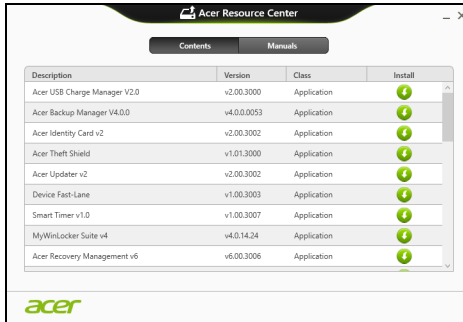 Acer Resource Center
Contents Manuals
Description Version Class Install
Acer USB Charge Manager V2.0 v2.00.3000 Application
Acer Backup Manager V4.0.0 v4.0.0.0053 Application
Acer Identity Card v2 v2.00.3002 Application
Acer Theft Shield v1.01.3000 Application
Acer Updater v2 v2.00.3002 Application
Device Fast-Lane v1.00.3003 Application
Smart Timer v1.0 v1.00.3007 Application
MyWinLocker Suite v4 v4.0.14.24 Application
Acer Recovery Management v6 v6.00.3006 Application
acer